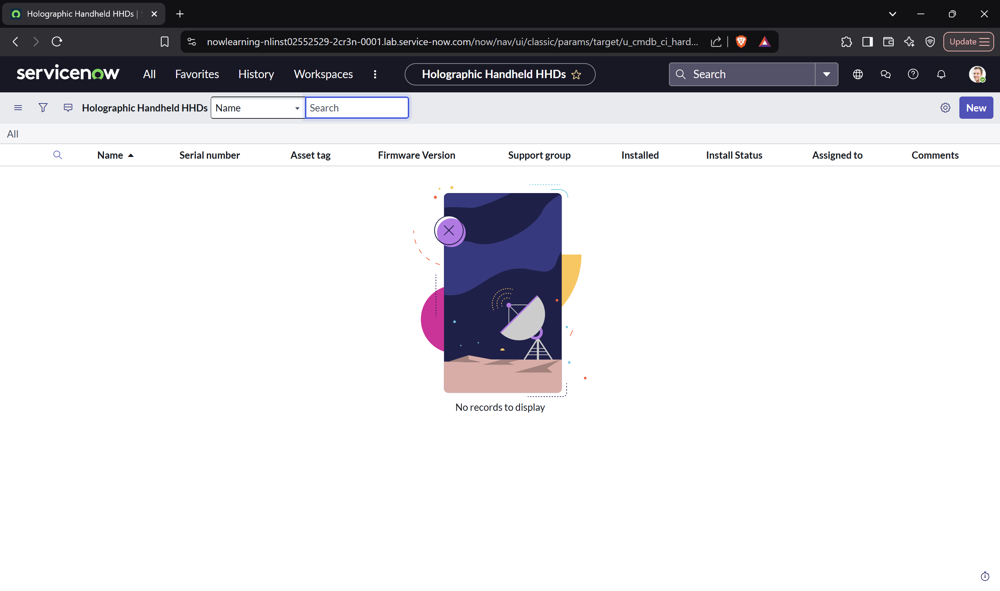 Holographic Handheld HHDs |
nowlearning-nlinst02552529-2cr3n-0001.lab.service-now.com/now/nav/ui/classic/params/target/u_cmdb_ci_hard...
Update
servicenow
All
Favorites
History
Workspaces
Holographic Handheld HHDs
Search
Holographic Handheld HHDs
Name
Search
New
All
Name
Serial number
Asset tag
Firmware Version
Support group
Installed
Install Status
Assigned to
Comments
No records to display